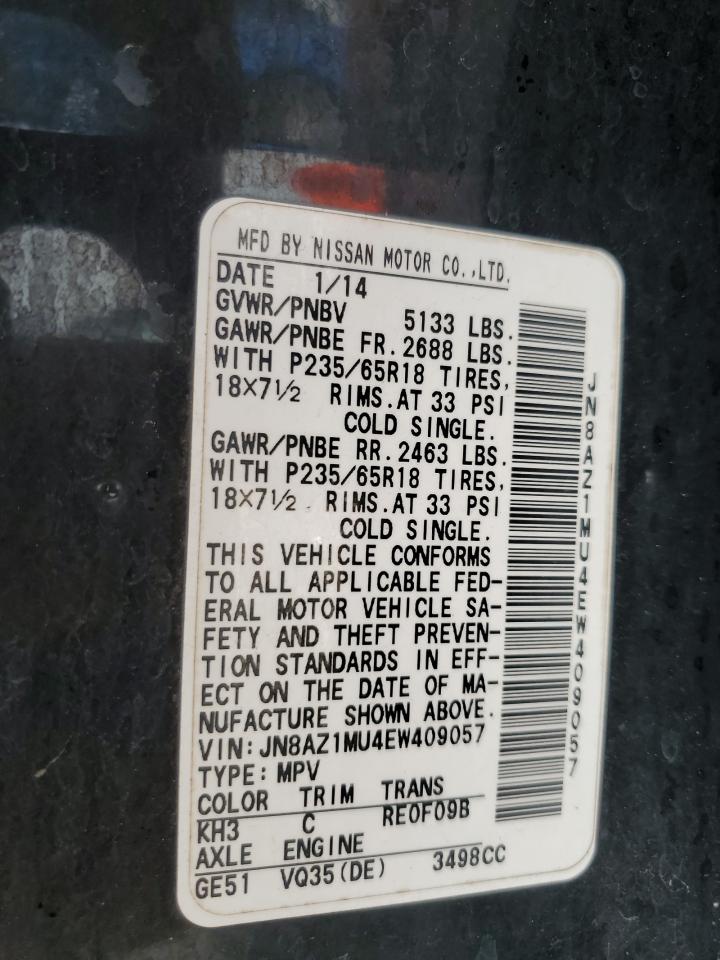 MFD BY NISSAN MOTOR CO.,LTD.
DATE 1/14
GVWR/PNBV 5133 LBS.
GAWR/PNBE FR. 2688 LBS.
WITH P235/65R18 TIRES,
18X7 1/2 RIMS. AT 33 PSI
COLD SINGLE.
GAWR/PNBE RR. 2463 LBS.
WITH P235/65R18 TIRES,
18X7 1/2 RIMS. AT 33 PSI
COLD SINGLE.
THIS VEHICLE CONFORMS
TO ALL APPLICABLE FED-
ERAL MOTOR VEHICLE SA-
FETY AND THEFT PREVEN-
TION STANDARDS IN EFF-
ECT ON THE DATE OF MA-
NUFACTURE SHOWN ABOVE.
VIN: JN8AZ1MU4EW409057
TYPE: MPV
COLOR TRIM TRANS
KH3 C RE0F09B
AXLE ENGINE
GE51 VQ35(DE) 3498CC
JN8AZ1MU4EW409057